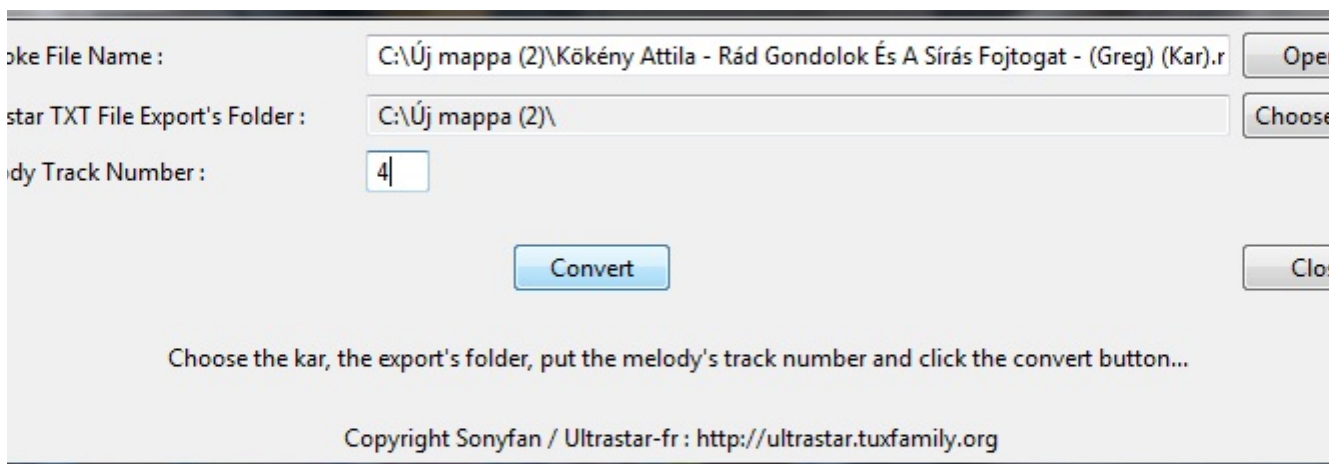 oke File Name : C:\Új mappa (2)\Kökény Attila - Rád Gondolok És A Sírás Fojtogat - (Greg) (Kar).r Open
star TXT File Export's Folder : C:\Új mappa (2)\ Choose
dy Track Number : 4
Convert Clos
Choose the kar, the export's folder, put the melody's track number and click the convert button...
Copyright Sonyfan / Ultrastar-fr : http://ultrastar.tuxfamily.org